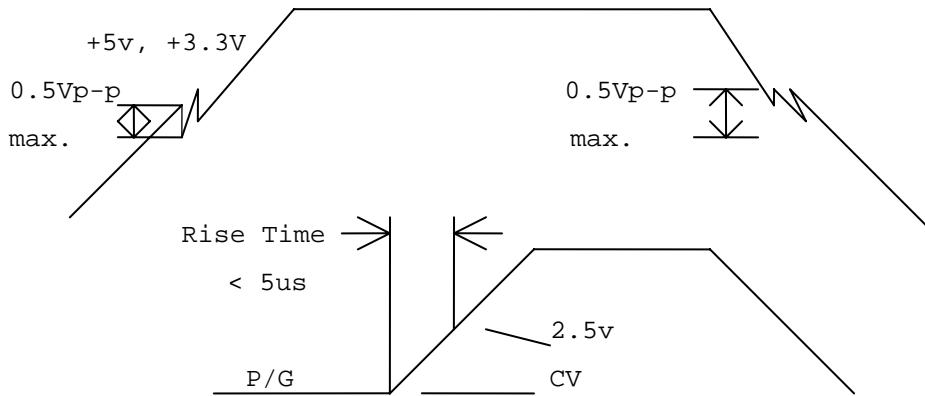 +5v, +3.3V
0.5Vp-p
max.
0.5Vp-p
max.
Rise Time
< 5us
2.5v
P/G
CV